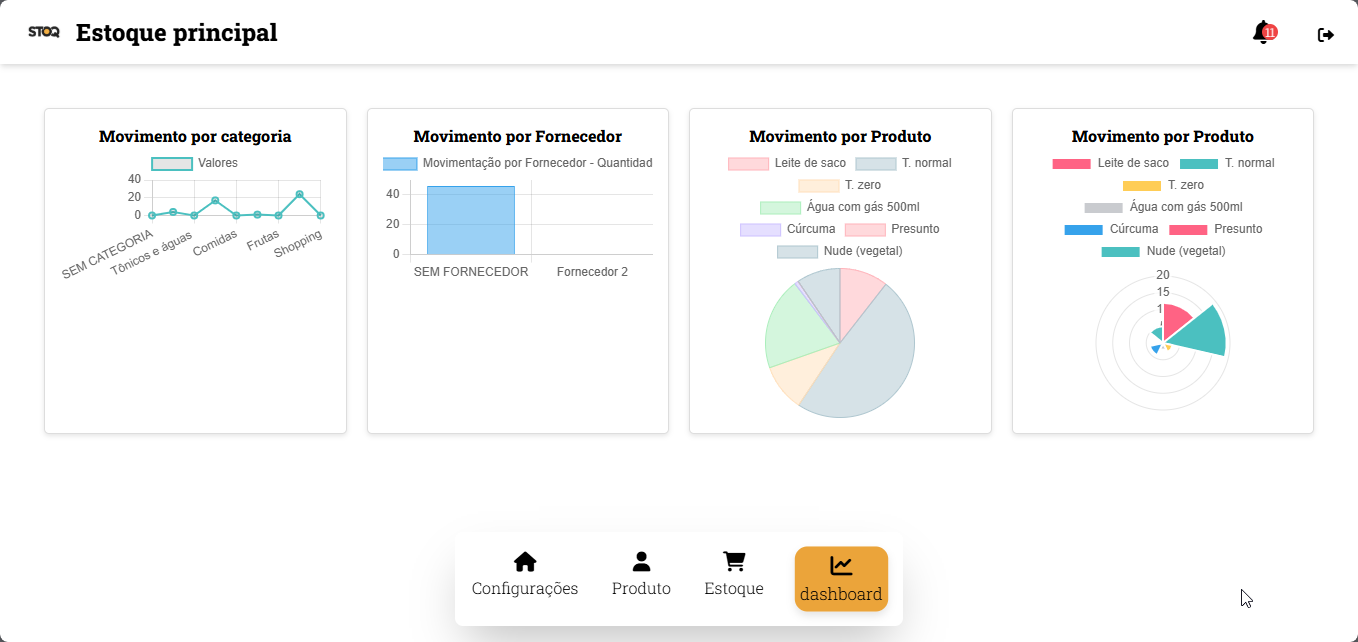 STOQ Estoque principal 11
Movimento por categoria
Valores
40
20
0
SEM CATEGORIA
Tônicos e águas
Comidas
Frutas
Shopping
Movimento por Fornecedor
Movimentação por Fornecedor - Quantidad
40
20
0
SEM FORNECEDOR Fornecedor 2
Movimento por Produto
Leite de saco T. normal
T. zero
Água com gás 500ml
Cúrcuma Presunto
Nude (vegetal)
Movimento por Produto
Leite de saco T. normal
T. zero
Água com gás 500ml
Cúrcuma Presunto
Nude (vegetal)
20
15
Configurações Produto Estoque dashboard